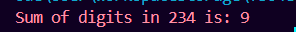 Sum of digits in 234 is: 9